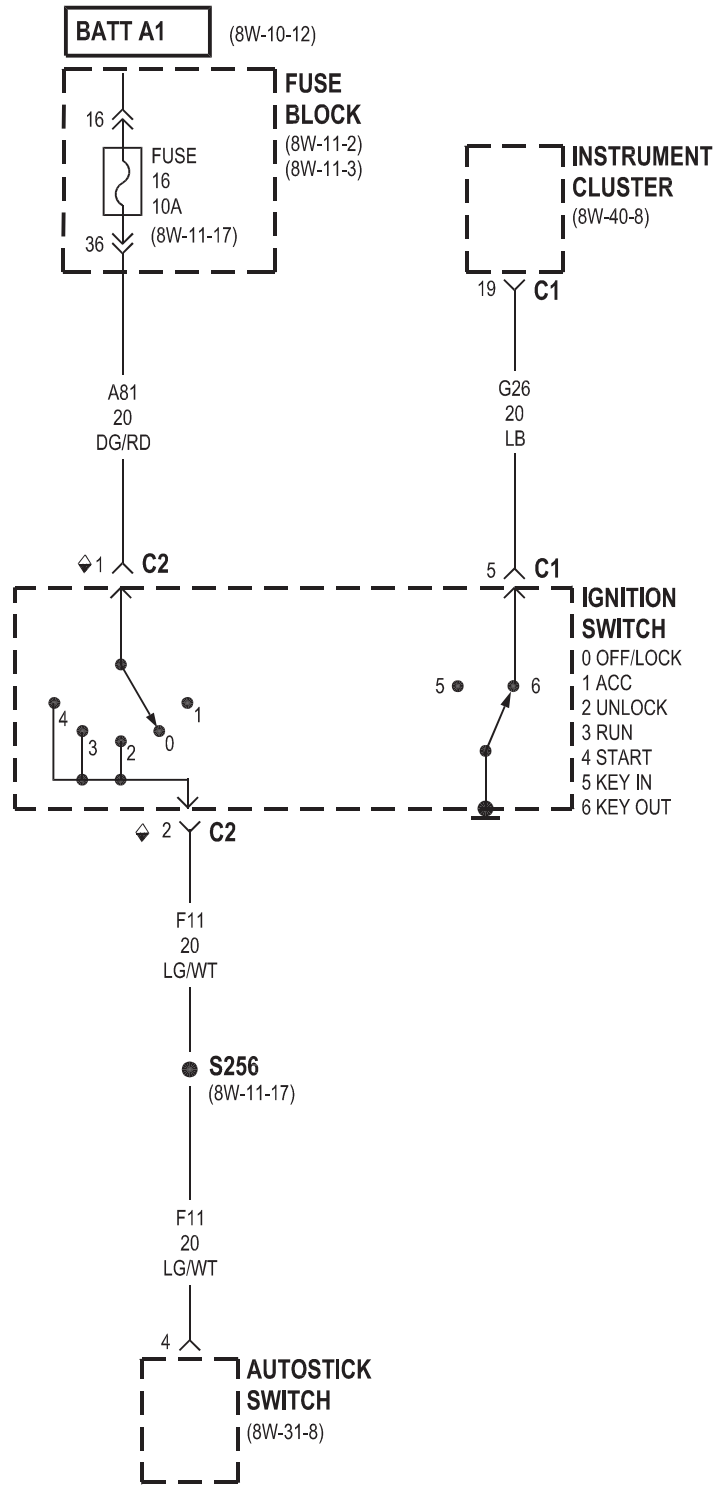 BATT A1
(8W-10-12)
FUSE
BLOCK
(8W-11-2)
(8W-11-3)
16
FUSE
16
10A
(8W-11-17)
36
INSTRUMENT
CLUSTER
(8W-40-8)
19
C1
A81
20
DG/RD
G26
20
LB
1
C2
5
C1
IGNITION
SWITCH
0 OFF/LOCK
1 ACC
2 UNLOCK
3 RUN
4 START
5 KEY IN
6 KEY OUT
4
3
2
0
1
5
6
2
C2
F11
20
LG/WT
S256
(8W-11-17)
F11
20
LG/WT
4
AUTOSTICK
SWITCH
(8W-31-8)